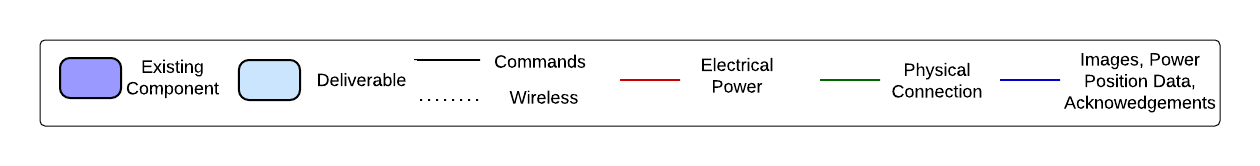 Existing
Component
Deliverable
Commands
Wireless
Electrical
Power
Physical
Connection
Images, Power
Position Data,
Acknowedgements